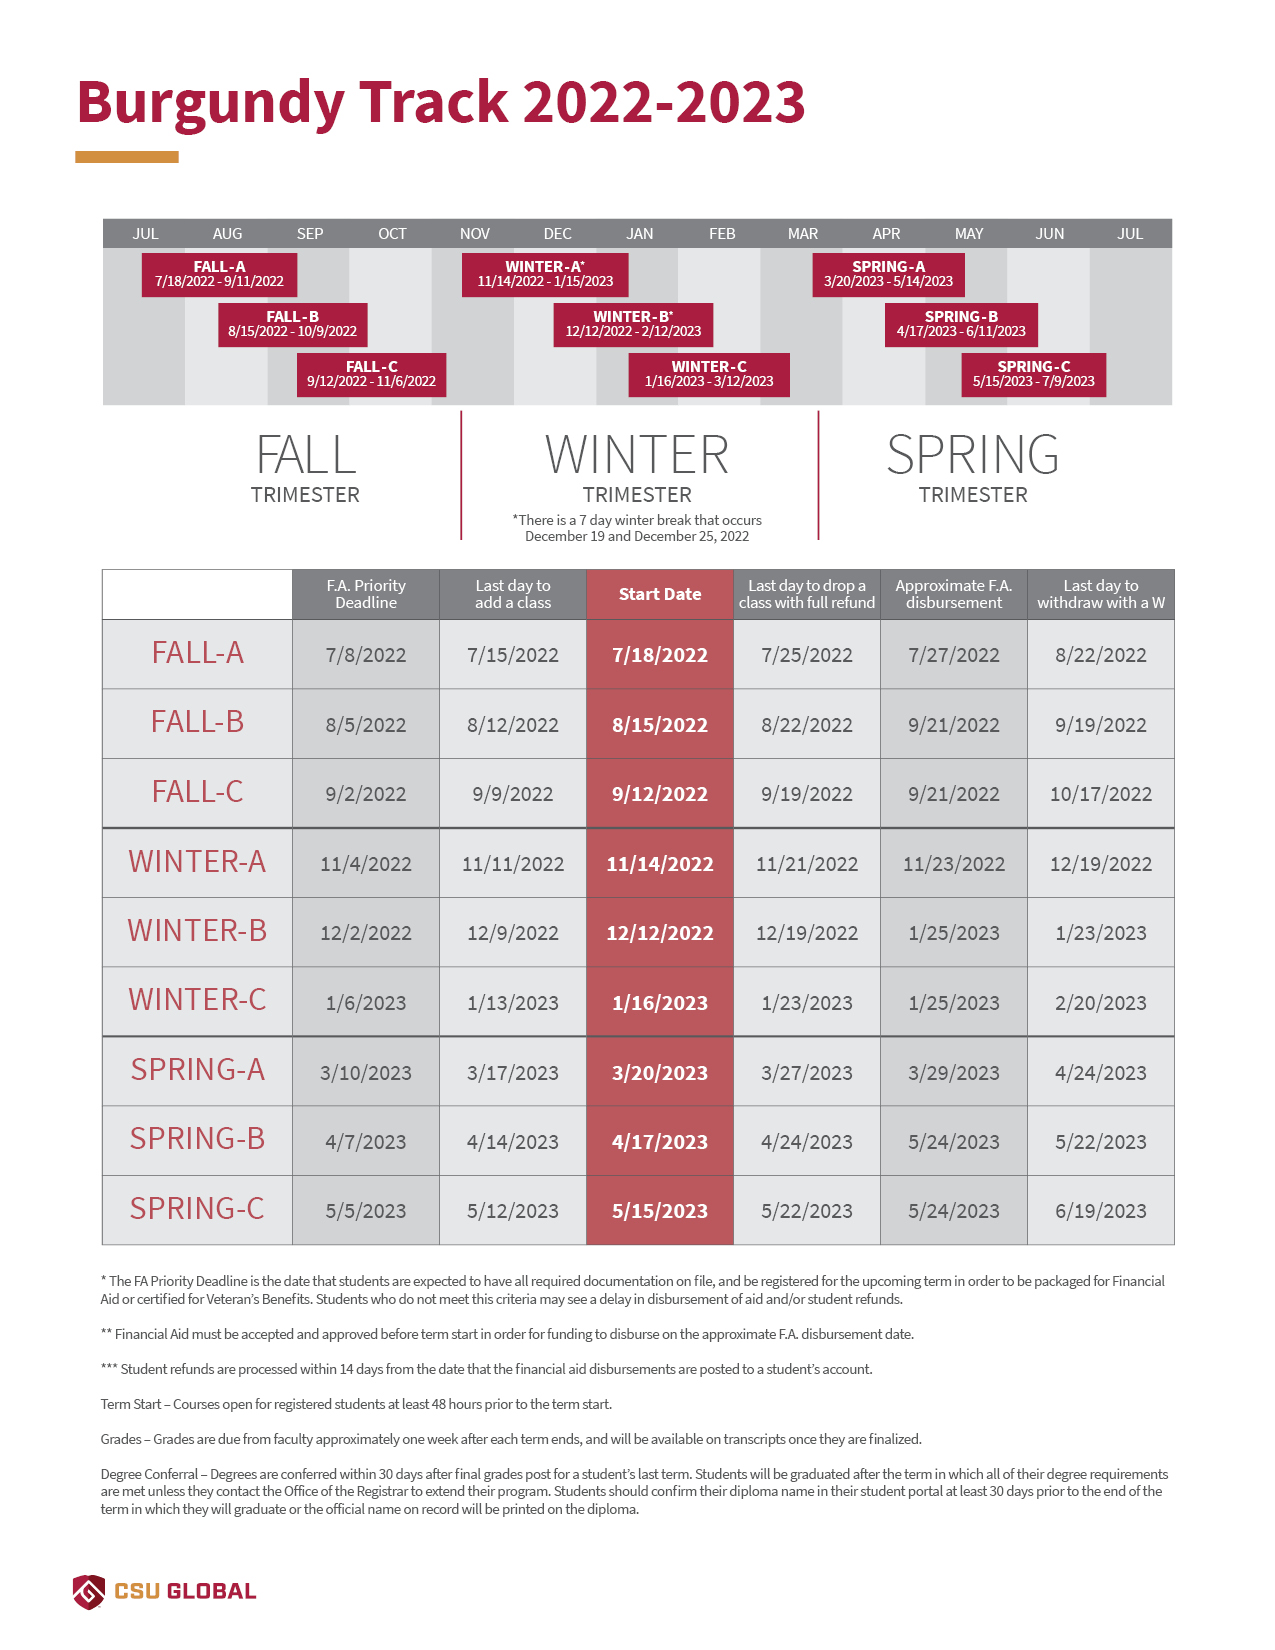 Burgundy Track 2022-2023
JUL AUG SEP OCT NOV DEC JAN FEB MAR APR MAY JUN JUL
FALL-A
7/18/2022 - 9/11/2022
WINTER-A*
11/14/2022 - 1/15/2023
SPRING-A
3/20/2023 - 5/14/2023
FALL-B
8/15/2022 - 10/9/2022
WINTER-B*
12/12/2022 - 2/12/2023
SPRING-B
4/17/2023 - 6/11/2023
FALL-C
9/12/2022 - 11/6/2022
WINTER-C
1/16/2023 - 3/12/2023
SPRING-C
5/15/2023 - 7/9/2023
FALL
TRIMESTER
WINTER
TRIMESTER
*There is a 7 day winter break that occurs
December 19 and December 25, 2022
SPRING
TRIMESTER
F.A. Priority
Deadline
Last day to
add a class
Start Date
Last day to drop a
class with full refund
Approximate F.A.
disbursement
Last day to
withdraw with a W
FALL-A 7/8/2022 7/15/2022 7/18/2022 7/25/2022 7/27/2022 8/22/2022
FALL-B 8/5/2022 8/12/2022 8/15/2022 8/22/2022 9/21/2022 9/19/2022
FALL-C 9/2/2022 9/9/2022 9/12/2022 9/19/2022 9/21/2022 10/17/2022
WINTER-A 11/4/2022 11/11/2022 11/14/2022 11/21/2022 11/23/2022 12/19/2022
WINTER-B 12/2/2022 12/9/2022 12/12/2022 12/19/2022 1/25/2023 1/23/2023
WINTER-C 1/6/2023 1/13/2023 1/16/2023 1/23/2023 1/25/2023 2/20/2023
SPRING-A 3/10/2023 3/17/2023 3/20/2023 3/27/2023 3/29/2023 4/24/2023
SPRING-B 4/7/2023 4/14/2023 4/17/2023 4/24/2023 5/24/2023 5/22/2023
SPRING-C 5/5/2023 5/12/2023 5/15/2023 5/22/2023 5/24/2023 6/19/2023
* The FA Priority Deadline is the date that students are expected to have all required documentation on file, and be registered for the upcoming term in order to be packaged for Financial
Aid or certified for Veteran’s Benefits. Students who do not meet this criteria may see a delay in disbursement of aid and/or student refunds.
** Financial Aid must be accepted and approved before term start in order for funding to disburse on the approximate F.A. disbursement date.
*** Student refunds are processed within 14 days from the date that the financial aid disbursements are posted to a student’s account.
Term Start – Courses open for registered students at least 48 hours prior to the term start.
Grades – Grades are due from faculty approximately one week after each term ends, and will be available on transcripts once they are finalized.
Degree Conferral – Degrees are conferred within 30 days after final grades post for a student’s last term. Students will be graduated after the term in which all of their degree requirements
are met unless they contact the Office of the Registrar to extend their program. Students should confirm their diploma name in their student portal at least 30 days prior to the end of the
term in which they will graduate or the official name on record will be printed on the diploma.
CSU GLOBAL